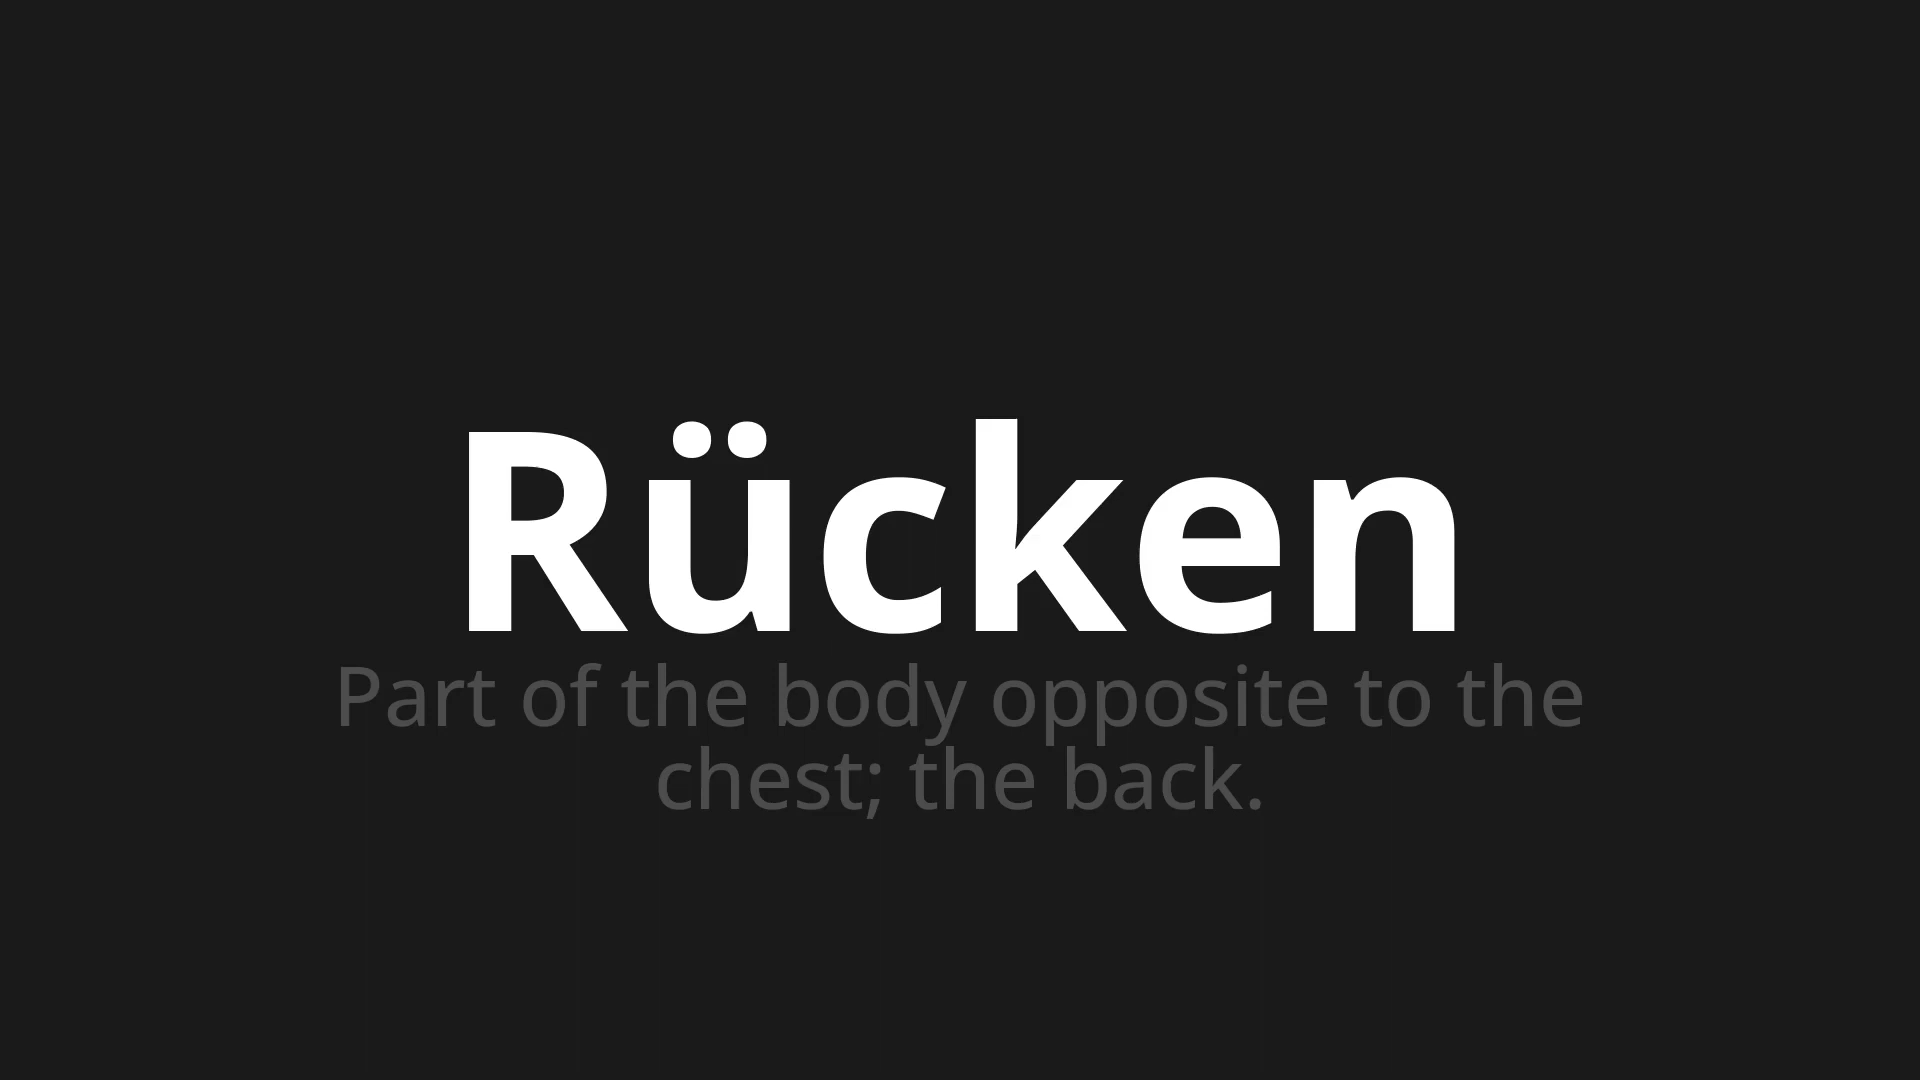 Rücken
Part of the body opposite to the
chest; the back.